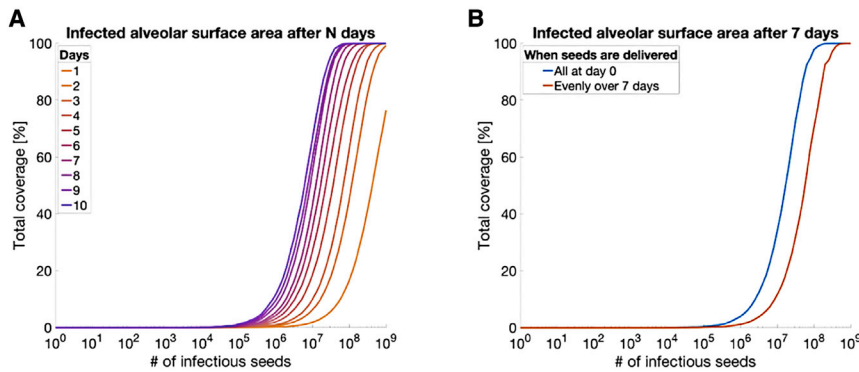 A
Infected alveolar surface area after N days
Days
1
2
3
4
5
6
7
8
9
10
100
80
60
40
20
0
Total coverage [%]
10⁰ 10¹ 10² 10³ 10⁴ 10⁵ 10⁶ 10⁷ 10⁸ 10⁹
# of infectious seeds
B
Infected alveolar surface area after 7 days
When seeds are delivered
All at day 0
Evenly over 7 days
100
80
60
40
20
0
Total coverage [%]
10⁰ 10¹ 10² 10³ 10⁴ 10⁵ 10⁶ 10⁷ 10⁸ 10⁹
# of infectious seeds